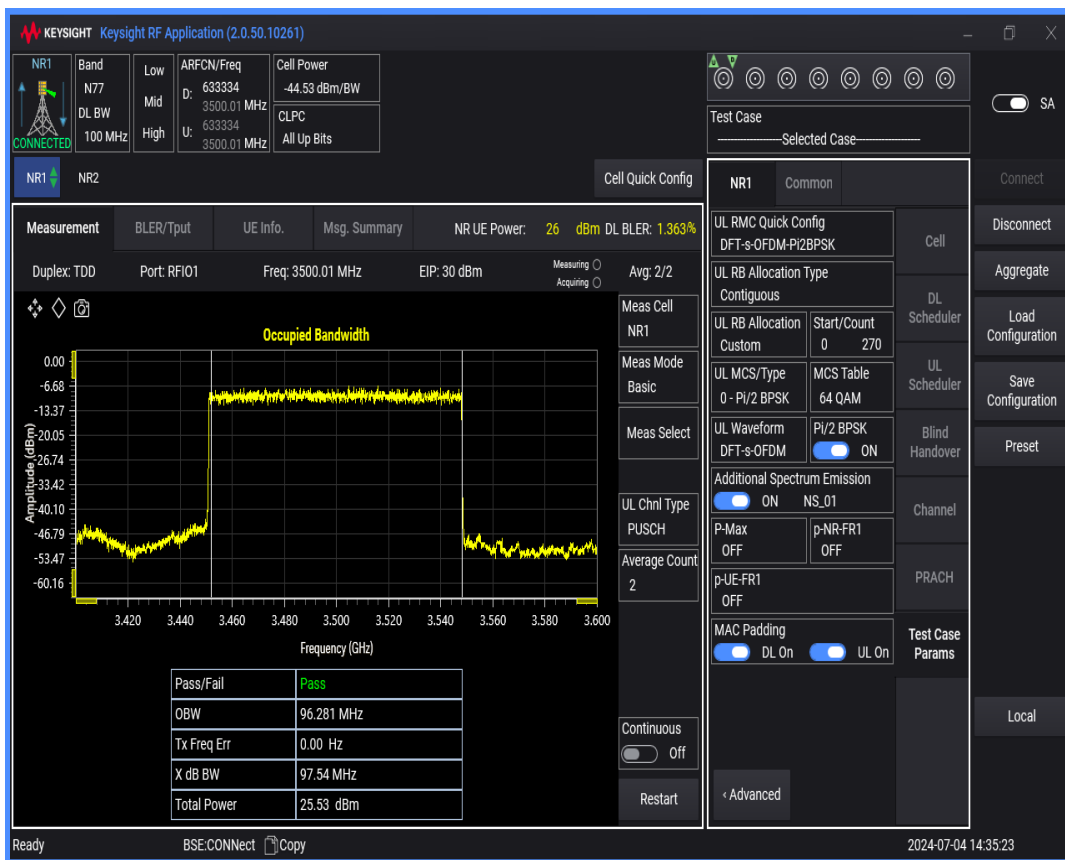 KEYSIGHT Keysight RF Application (2.0.50.10261)
NR1
CONNECTED
Band
N77
DL BW
100 MHz
Low
Mid
High
ARFCN/Freq
D: 633334
3500.01 MHz
U: 633334
3500.01 MHz
Cell Power
-44.53 dBm/BW
CLPC
All Up Bits
Test Case
----------------Selected Case----------------
SA
NR1
NR2
Cell Quick Config
Measurement
BLER/Tput
UE Info.
Msg. Summary
NR UE Power: 26 dBm DL BLER: 1.363%
Duplex: TDD
Port: RFIO1
Freq: 3500.01 MHz
EIP: 30 dBm
Measuring
Acquiring
Avg: 2/2
Occupied Bandwidth
Amplitude (dBm)
0.00
-6.68
-13.37
-20.05
-26.74
-33.42
-40.10
-46.79
-53.47
-60.16
3.420 3.440 3.460 3.480 3.500 3.520 3.540 3.560 3.580 3.600
Frequency (GHz)
Pass/Fail Pass
OBW 96.281 MHz
Tx Freq Err 0.00 Hz
X dB BW 97.54 MHz
Total Power 25.53 dBm
Meas Cell
NR1
Meas Mode
Basic
Meas Select
UL Chnl Type
PUSCH
Average Count
2
Continuous
Off
Restart
NR1
Common
UL RMC Quick Config
DFT-s-OFDM-Pi2BPSK
UL RB Allocation Type
Contiguous
UL RB Allocation
Custom
Start/Count
0 270
UL MCS/Type
0 - Pi/2 BPSK
MCS Table
64 QAM
UL Waveform
DFT-s-OFDM
Pi/2 BPSK
ON
Additional Spectrum Emission
ON NS_01
P-Max
OFF
p-NR-FR1
OFF
p-UE-FR1
OFF
MAC Padding
DL On UL On
‹ Advanced
Cell
DL
Scheduler
UL
Scheduler
Blind
Handover
Channel
PRACH
Test Case
Params
Connect
Disconnect
Aggregate
Load
Configuration
Save
Configuration
Preset
Local
Ready
BSE:CONNect
Copy
2024-07-04 14:35:23